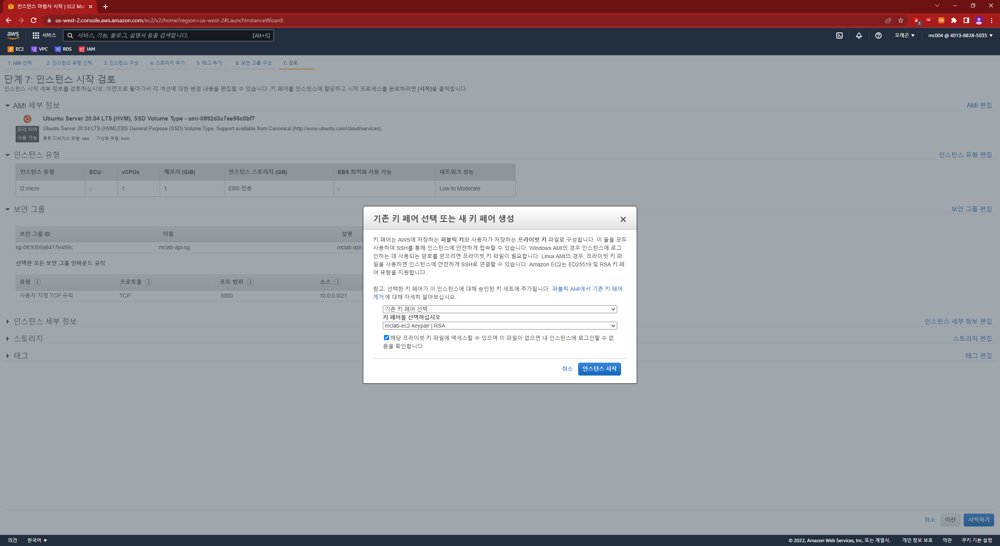 인스턴스 마법사 시작 | EC2 Mar
us-west-2.console.aws.amazon.com/ec2/v2/home?region=us-west-2#LaunchInstanceWizard:
1
aws 서비스 서비스, 기능, 블로그, 설명서 등을 검색합니다. [Alt+S] 오레곤 ▼ mc004 @ 4013-8828-5035 ▼
EC2 VPC RDS IAM
1. AMI 선택 2. 인스턴스 유형 선택 3. 인스턴스 구성 4. 스토리지 추가 5. 태그 추가 6. 보안 그룹 구성 7. 검토
단계 7: 인스턴스 시작 검토
인스턴스 시작 세부 정보를 검토하십시오. 이전으로 돌아가서 각 섹션에 대한 변경 내용을 편집할 수 있습니다. 키 페어를 인스턴스에 할당하고 시작 프로세스를 완료하려면 [시작]을 클릭합니다.
AMI 세부 정보 AMI 편집
Ubuntu Server 20.04 LTS (HVM), SSD Volume Type - ami-0892d3c7ee96c0bf7
프리 티어
사용 가능
Ubuntu Server 20.04 LTS (HVM),EBS General Purpose (SSD) Volume Type. Support available from Canonical (http://www.ubuntu.com/cloud/services).
루트 디바이스 유형: ebs 가상화 유형: hvm
인스턴스 유형 인스턴스 유형 편집
인스턴스 유형 ECU vCPUs 메모리 (GiB) 인스턴스 스토리지 (GB) EBS 최적화 사용 가능 네트워크 성능
t2.micro - 1 1 EBS 전용 - Low to Moderate
보안 그룹 보안 그룹 편집
보안 그룹 ID 이름 설명
sg-0fc9309a8417e499c mclab-api-sg mclab-api-
선택한 모든 보안 그룹 인바운드 규칙
유형 프로토콜 포트 범위 소스
사용자 지정 TCP 규칙 TCP 5000 10.0.0.0/21
인스턴스 세부 정보 인스턴스 세부 정보 편집
스토리지 스토리지 편집
태그 태그 편집
기존 키 페어 선택 또는 새 키 페어 생성
키 페어는 AWS에 저장하는 퍼블릭 키와 사용자가 저장하는 프라이빗 키 파일로 구성됩니다. 이 둘을 모두
사용하여 SSH를 통해 인스턴스에 안전하게 접속할 수 있습니다. Windows AMI의 경우 인스턴스에 로그
인하는 데 사용되는 암호를 얻으려면 프라이빗 키 파일이 필요합니다. Linux AMI의 경우, 프라이빗 키 파
일을 사용하면 인스턴스에 안전하게 SSH로 연결할 수 있습니다. Amazon EC2는 ED25519 및 RSA 키 페
어 유형을 지원합니다.
참고: 선택한 키 페어가 이 인스턴스에 대해 승인된 키 세트에 추가됩니다. 퍼블릭 AMI에서 기존 키 페어
제거에 대해 자세히 알아보십시오.
기존 키 페어 선택
키 페어를 선택하십시오
mclab-ec2-keypair | RSA
해당 프라이빗 키 파일에 액세스할 수 있으며 이 파일이 없으면 내 인스턴스에 로그인할 수 없
음을 확인합니다.
취소 인스턴스 시작
취소 이전 시작하기
의견 한국어 ▼ © 2022, Amazon Web Services, Inc. 또는 계열사. 개인 정보 보호 약관 쿠키 기본 설정